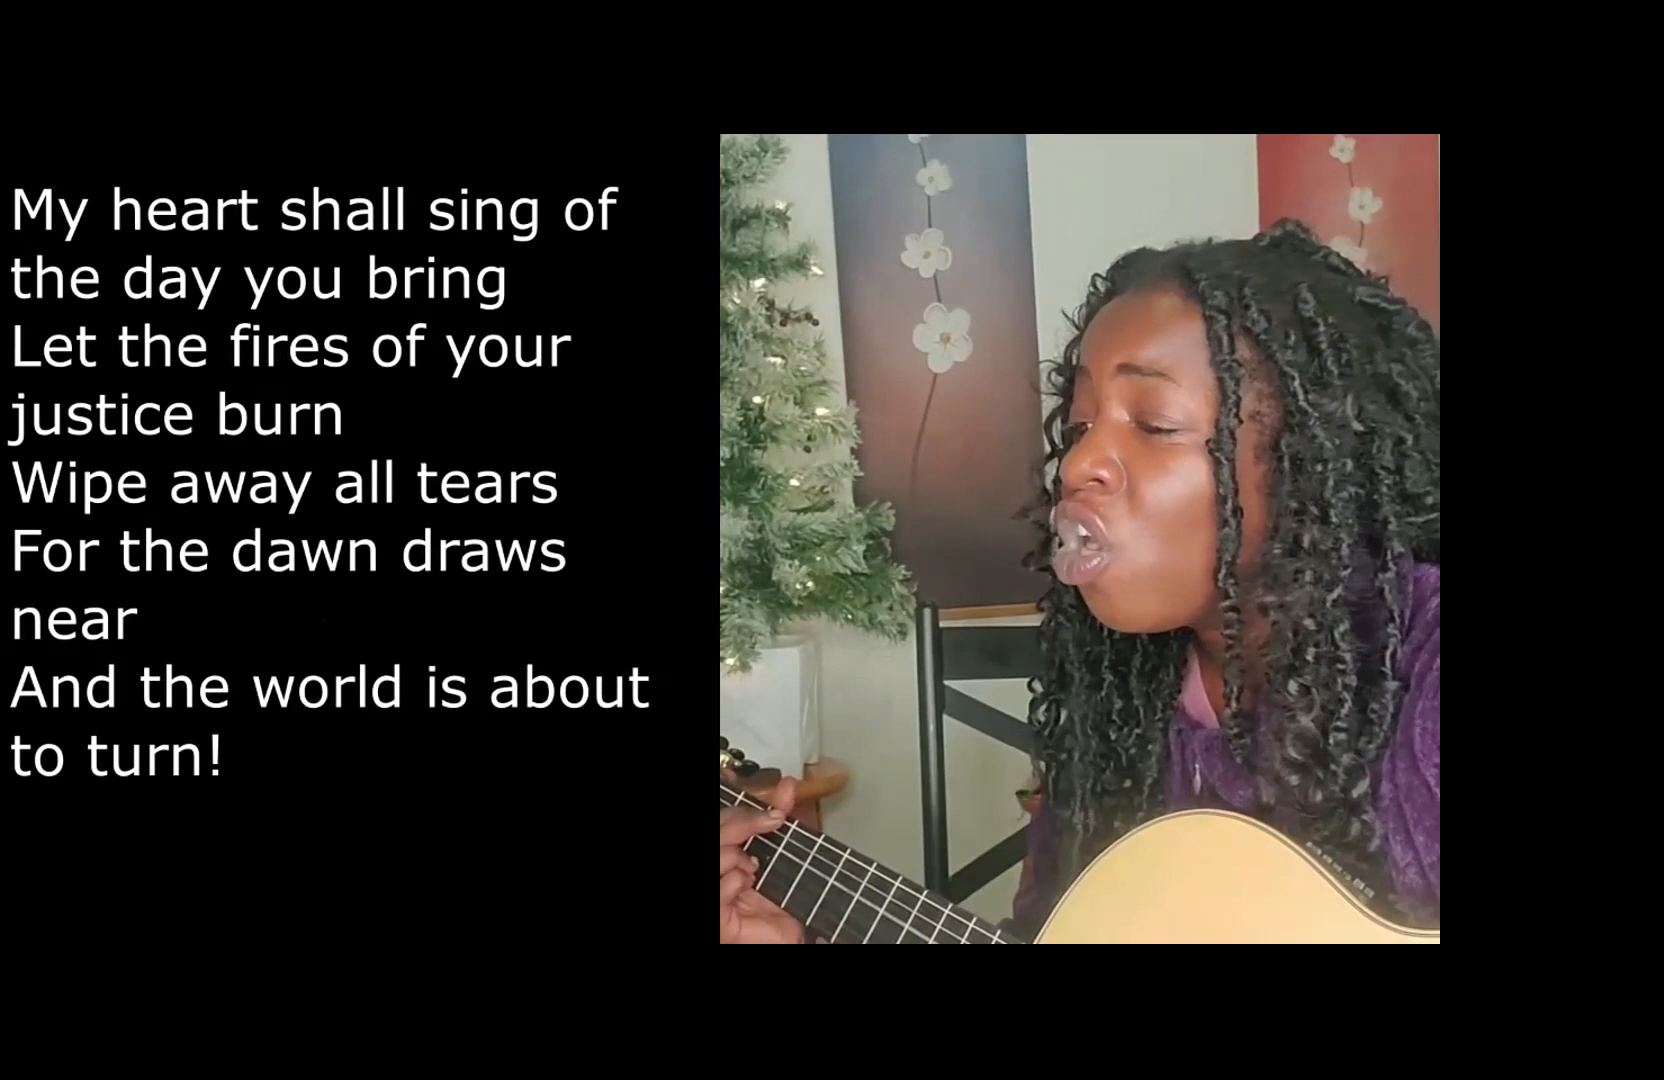 My heart shall sing of
the day you bring
Let the fires of your
justice burn
Wipe away all tears
For the dawn draws
near
And the world is about
to turn!